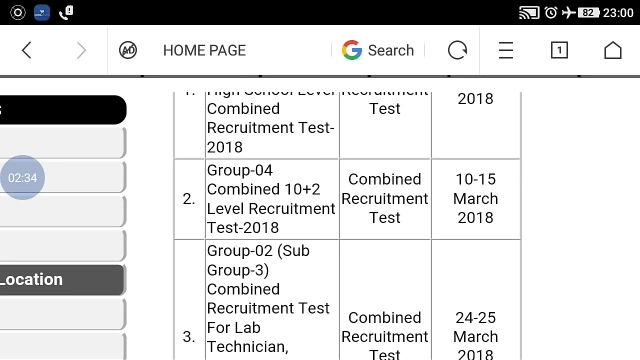 82 23:00
AD HOME PAGE Search 1
1.
High School Level
Combined
Recruitment Test-
2018
Recruitment
Test
2018
s
02:34
2.
Group-04
Combined 10+2
Level Recruitment
Test-2018
Combined
Recruitment
Test
10-15
March
2018
Location
3.
Group-02 (Sub
Group-3)
Combined
Recruitment Test
For Lab
Technician,
Combined
Recruitment
Test
24-25
March
2018